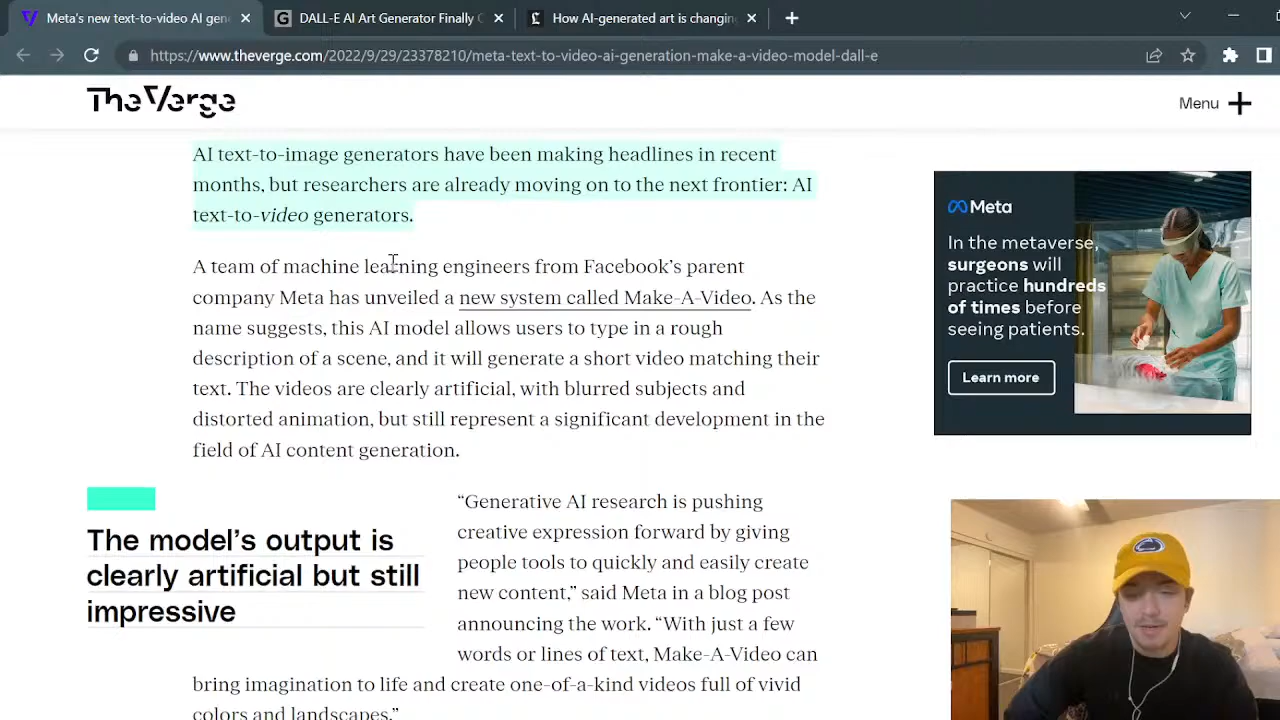 Meta's new text-to-video AI gene
DALL-E AI Art Generator Finally O
How AI-generated art is changing
https://www.theverge.com/2022/9/29/23378210/meta-text-to-video-ai-generation-make-a-video-model-dall-e
The Verge
Menu
AI text-to-image generators have been making headlines in recent
months, but researchers are already moving on to the next frontier: AI
text-to-video generators.
A team of machine learning engineers from Facebook's parent
company Meta has unveiled a new system called Make-A-Video. As the
name suggests, this AI model allows users to type in a rough
description of a scene, and it will generate a short video matching their
text. The videos are clearly artificial, with blurred subjects and
distorted animation, but still represent a significant development in the
field of AI content generation.
The model's output is
clearly artificial but still
impressive
“Generative AI research is pushing
creative expression forward by giving
people tools to quickly and easily create
new content,” said Meta in a blog post
announcing the work. “With just a few
words or lines of text, Make-A-Video can
bring imagination to life and create one-of-a-kind videos full of vivid
colors and landscapes.”
Meta
In the metaverse,
surgeons will
practice hundreds
of times before
seeing patients.
Learn more